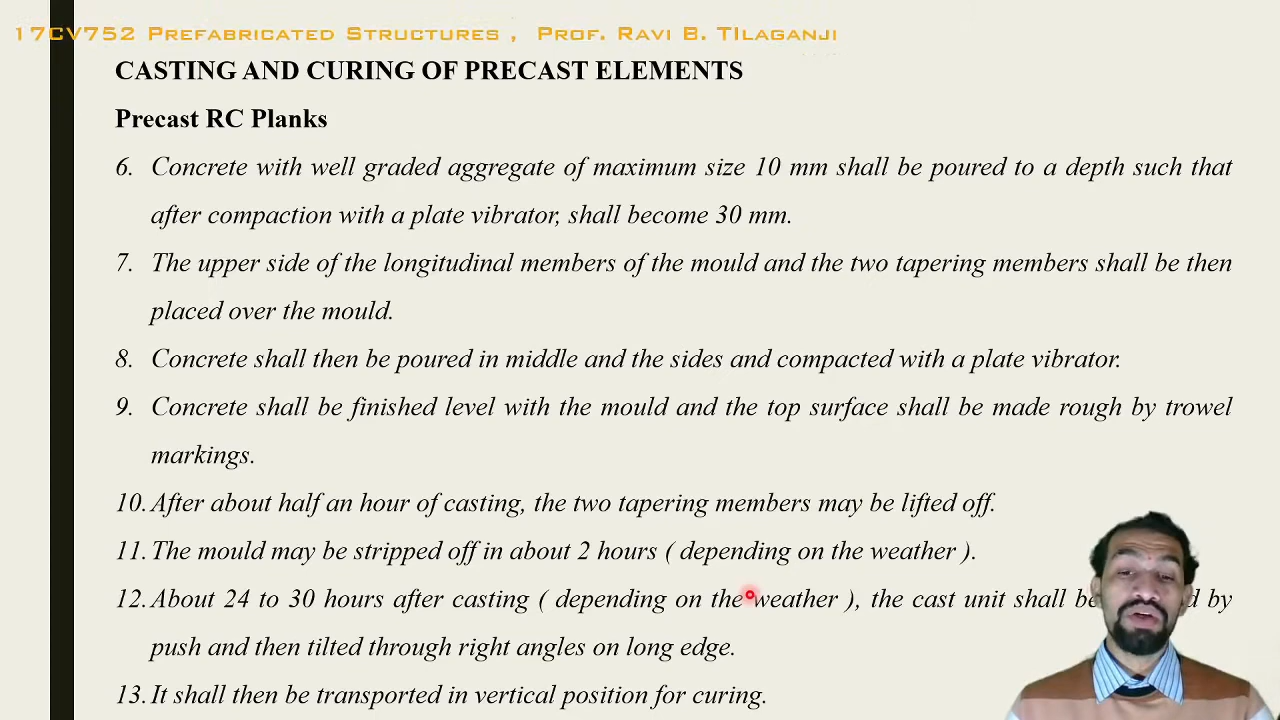 17CV752 Prefabricated Structures , Prof. Ravi B. TIlaganji
CASTING AND CURING OF PRECAST ELEMENTS
Precast RC Planks
6. Concrete with well graded aggregate of maximum size 10 mm shall be poured to a depth such that
after compaction with a plate vibrator, shall become 30 mm.
7. The upper side of the longitudinal members of the mould and the two tapering members shall be then
placed over the mould.
8. Concrete shall then be poured in middle and the sides and compacted with a plate vibrator.
9. Concrete shall be finished level with the mould and the top surface shall be made rough by trowel
markings.
10. After about half an hour of casting, the two tapering members may be lifted off.
11. The mould may be stripped off in about 2 hours ( depending on the weather ).
12. About 24 to 30 hours after casting ( depending on the weather ), the cast unit shall by
push and then tilted through right angles on long edge.
13. It shall then be transported in vertical position for curing.